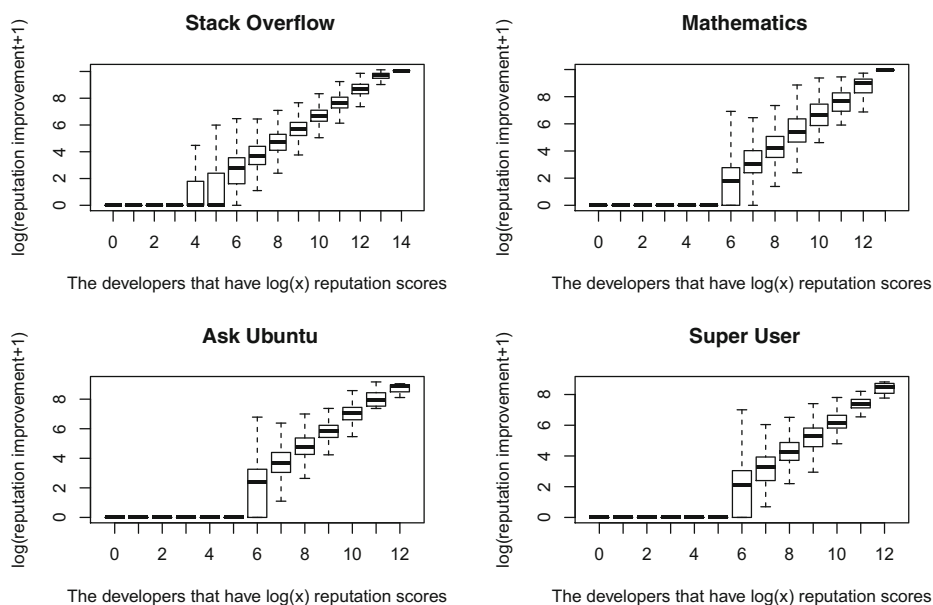 Stack Overflow
log(reputation improvement+1)
8
6
4
2
0
0 2 4 6 8 10 12 14
The developers that have log(x) reputation scores
Mathematics
log(reputation improvement+1)
8
6
4
2
0
0 2 4 6 8 10 12
The developers that have log(x) reputation scores
Ask Ubuntu
log(reputation improvement+1)
8
6
4
2
0
0 2 4 6 8 10 12
The developers that have log(x) reputation scores
Super User
log(reputation improvement+1)
8
6
4
2
0
0 2 4 6 8 10 12
The developers that have log(x) reputation scores